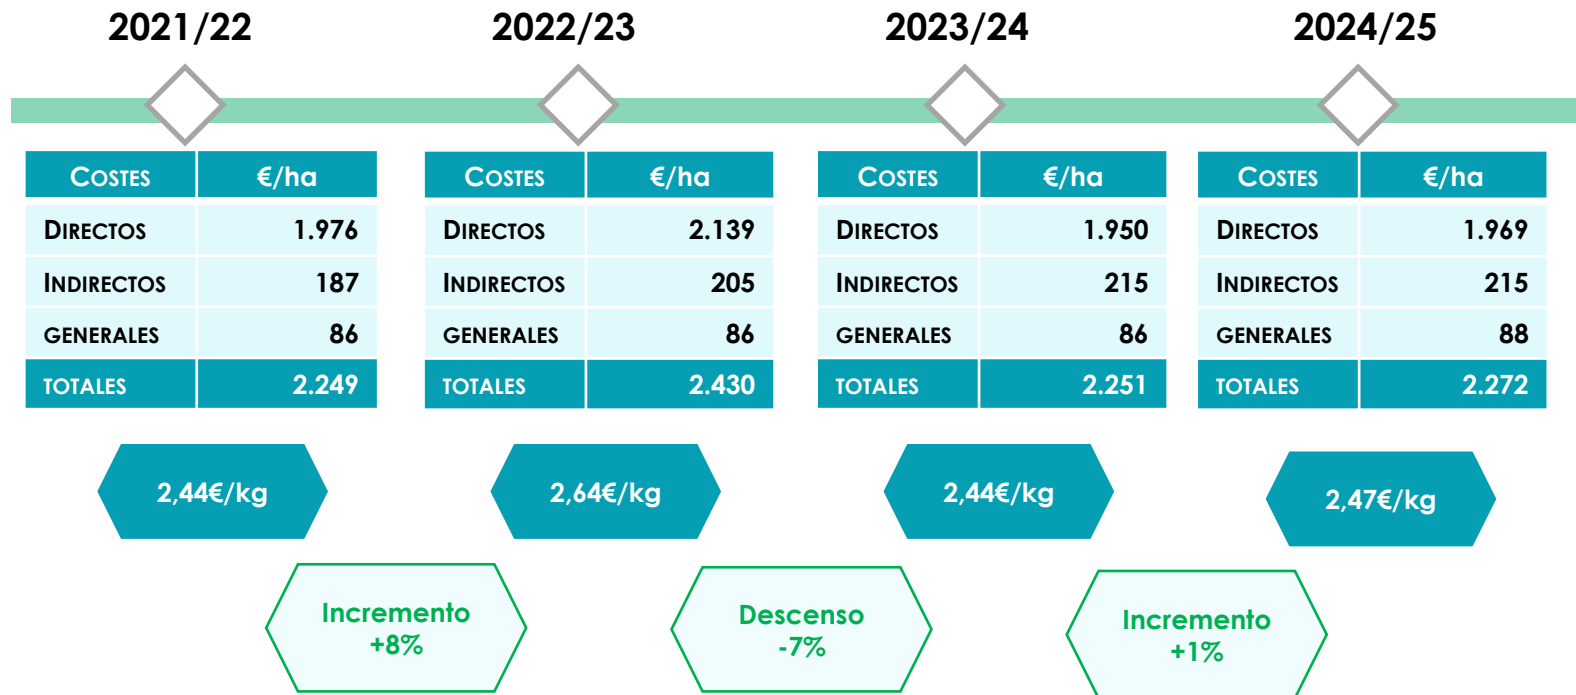 2021/22 2022/23 2023/24 2024/25
COSTES €/ha COSTES €/ha COSTES €/ha COSTES €/ha
DIRECTOS 1.976 DIRECTOS 2.139 DIRECTOS 1.950 DIRECTOS 1.969
INDIRECTOS 187 INDIRECTOS 205 INDIRECTOS 215 INDIRECTOS 215
GENERALES 86 GENERALES 86 GENERALES 86 GENERALES 88
TOTALES 2.249 TOTALES 2.430 TOTALES 2.251 TOTALES 2.272
2,44€/kg 2,64€/kg 2,44€/kg 2,47€/kg
Incremento
+8%
Descenso
-7%
Incremento
+1%